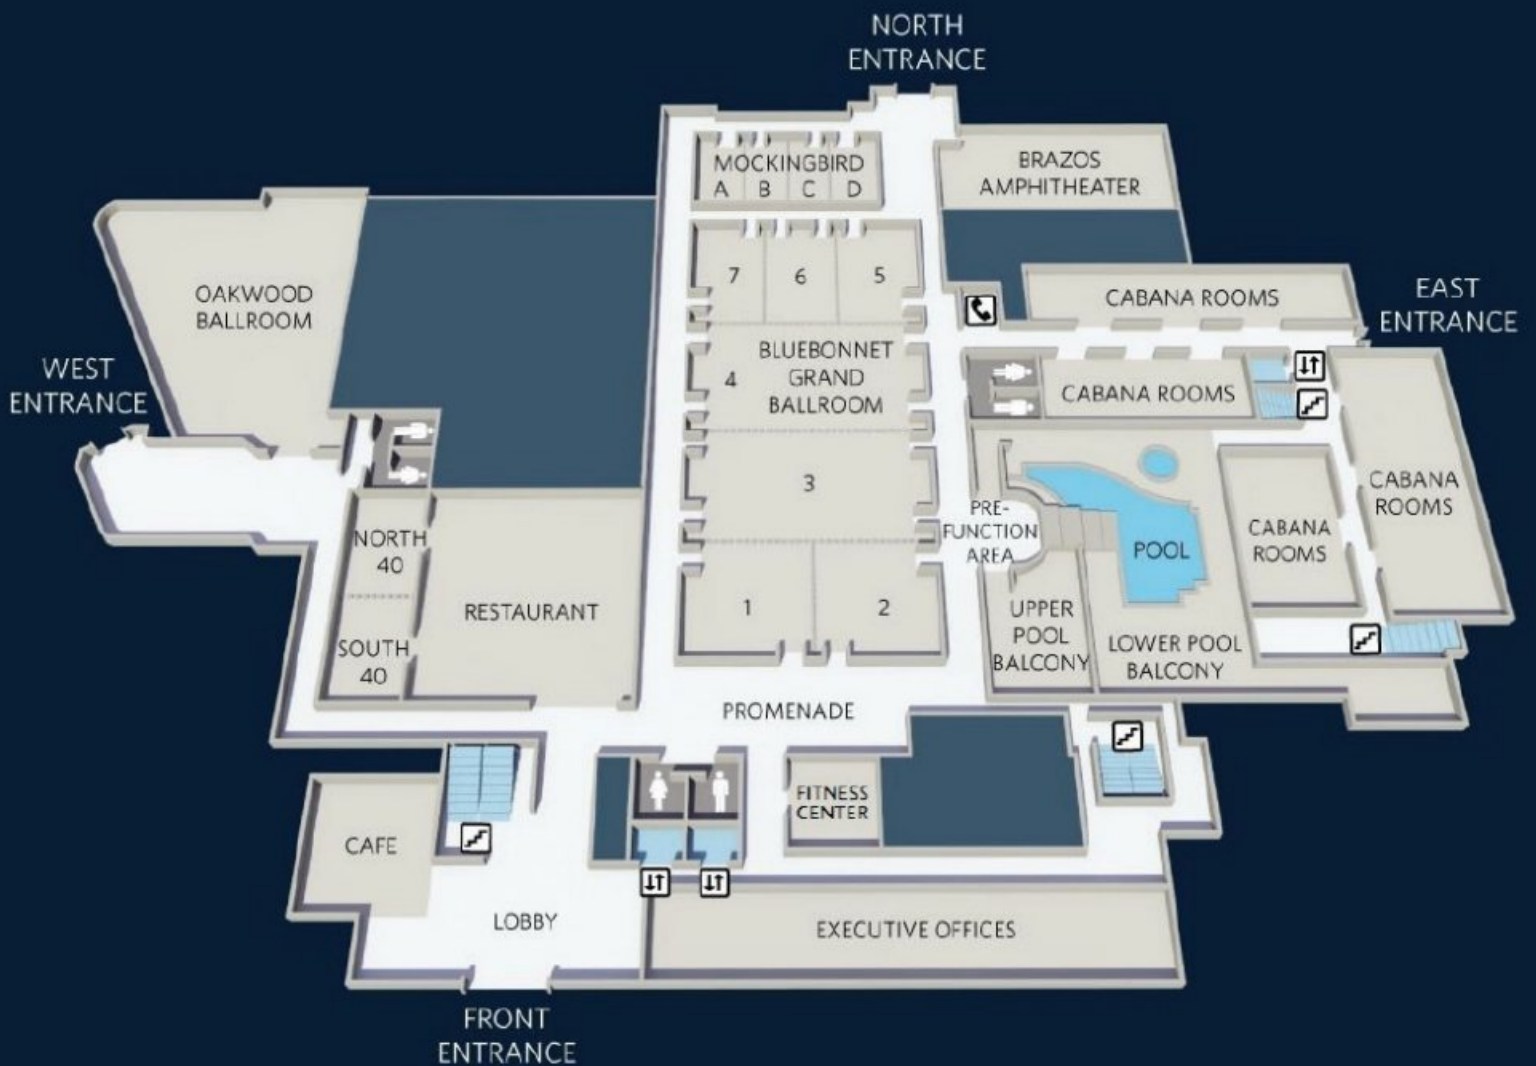 NORTH
ENTRANCE
MOCKINGBIRD
A B C D
BRAZOS
AMPHITHEATER
OAKWOOD
BALLROOM
7 6 5
CABANA ROOMS
EAST
ENTRANCE
WEST
ENTRANCE
BLUEBONNET
GRAND
BALLROOM
4
CABANA ROOMS
3
CABANA
ROOMS
CABANA
ROOMS
PRE-
FUNCTION
AREA
POOL
NORTH
40
SOUTH
40
RESTAURANT
1 2
UPPER
POOL
BALCONY
LOWER POOL
BALCONY
PROMENADE
FITNESS
CENTER
CAFE
LOBBY
EXECUTIVE OFFICES
FRONT
ENTRANCE